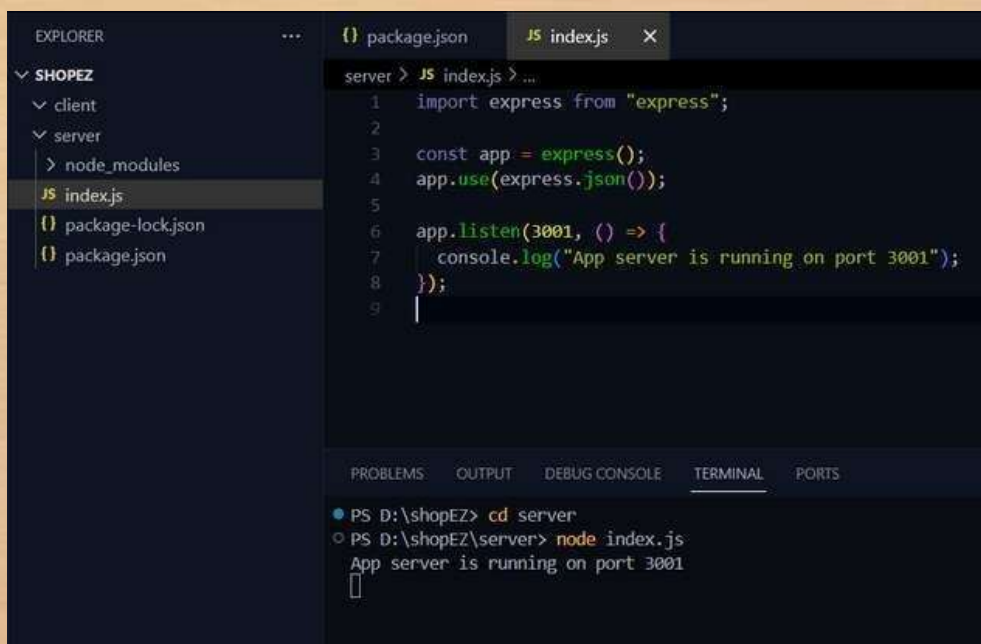 EXPLORER
...
SHOPEZ
client
server
node_modules
JS index.js
{} package-lock.json
{} package.json
{} package.json
JS index.js ×
server > JS index.js > ...
1 import express from "express";
2
3 const app = express();
4 app.use(express.json());
5
6 app.listen(3001, () => {
7 console.log("App server is running on port 3001");
8 });
9
PROBLEMS OUTPUT DEBUG CONSOLE TERMINAL PORTS
PS D:\shopEZ> cd server
PS D:\shopEZ\server> node index.js
App server is running on port 3001